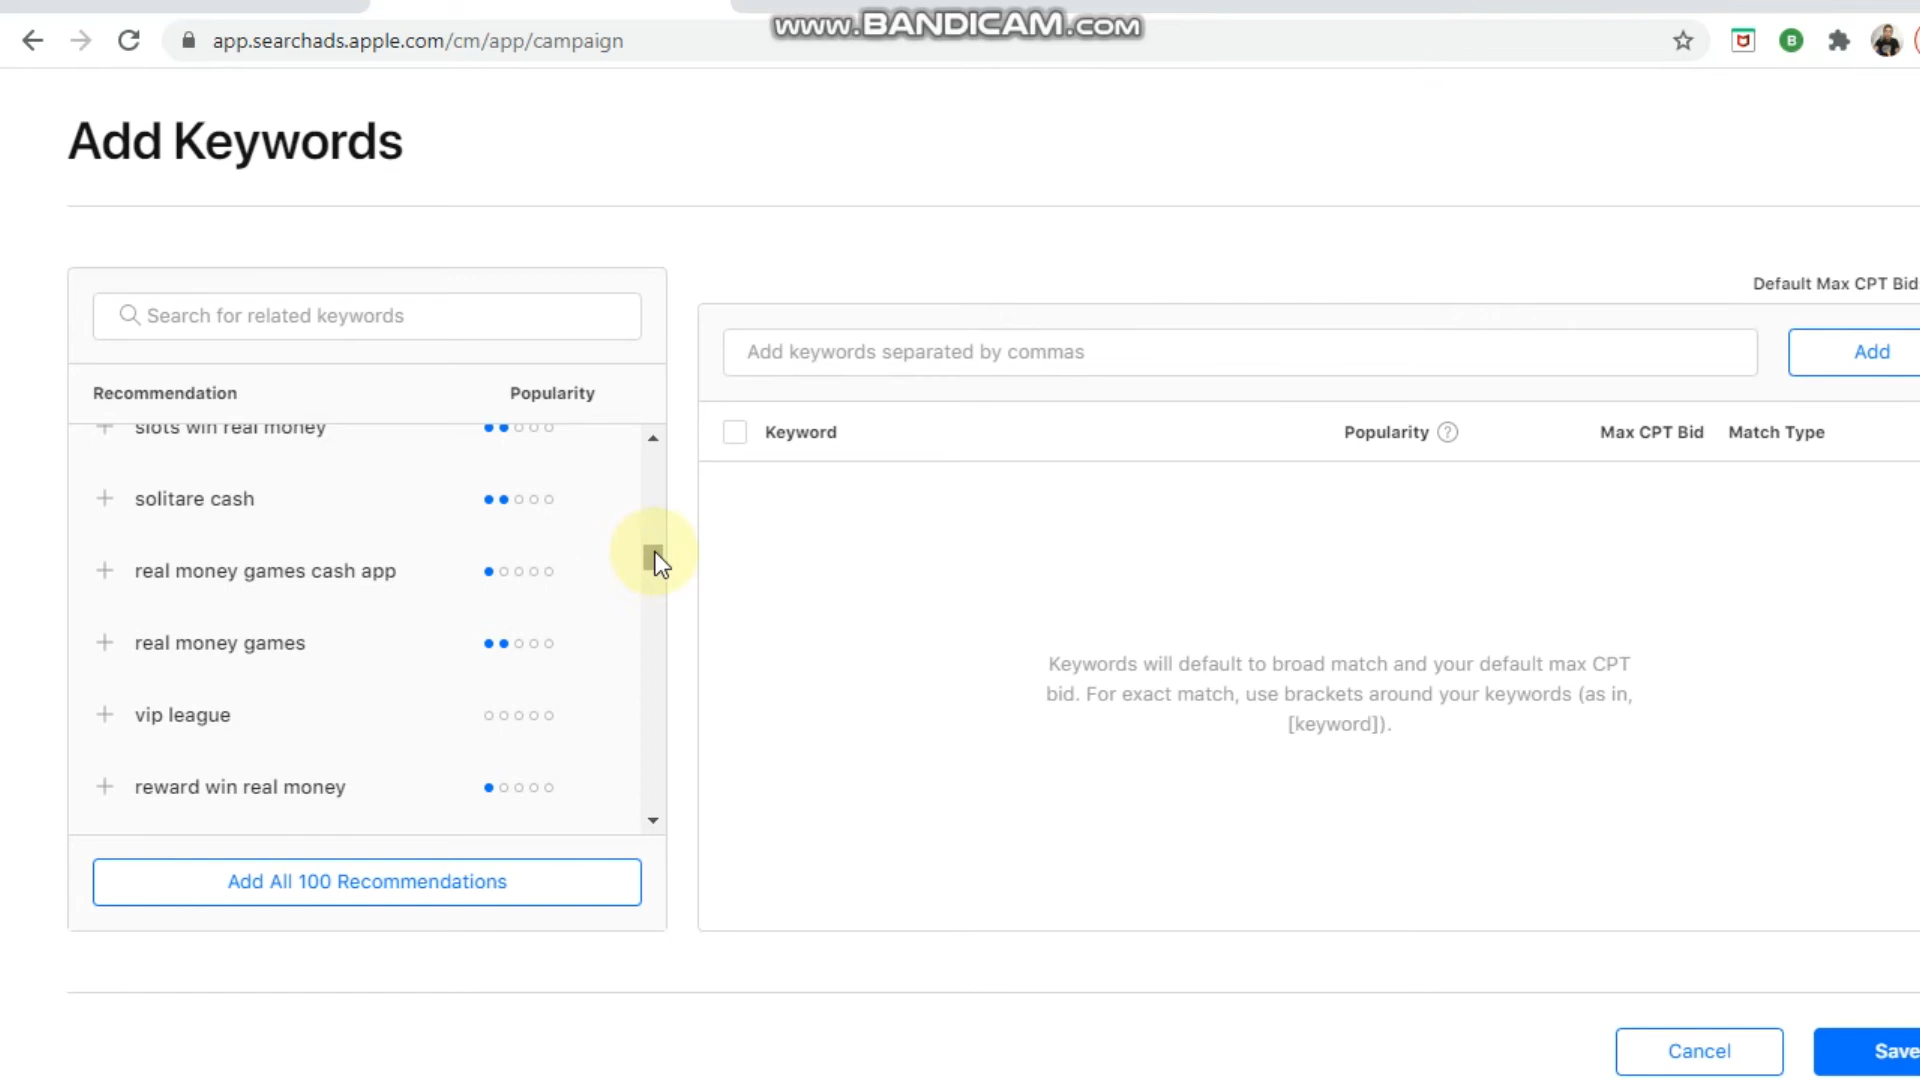 www.BANDICAM.com
app.searchads.apple.com/cm/app/campaign
B
Add Keywords
Default Max CPT Bid
Search for related keywords
Add keywords separated by commas
Add
Recommendation Popularity
Keyword Popularity ? Max CPT Bid Match Type
slots win real money
solitare cash
real money games cash app
real money games
vip league
reward win real money
Keywords will default to broad match and your default max CPT
bid. For exact match, use brackets around your keywords (as in,
[keyword]).
Add All 100 Recommendations
Cancel
Save